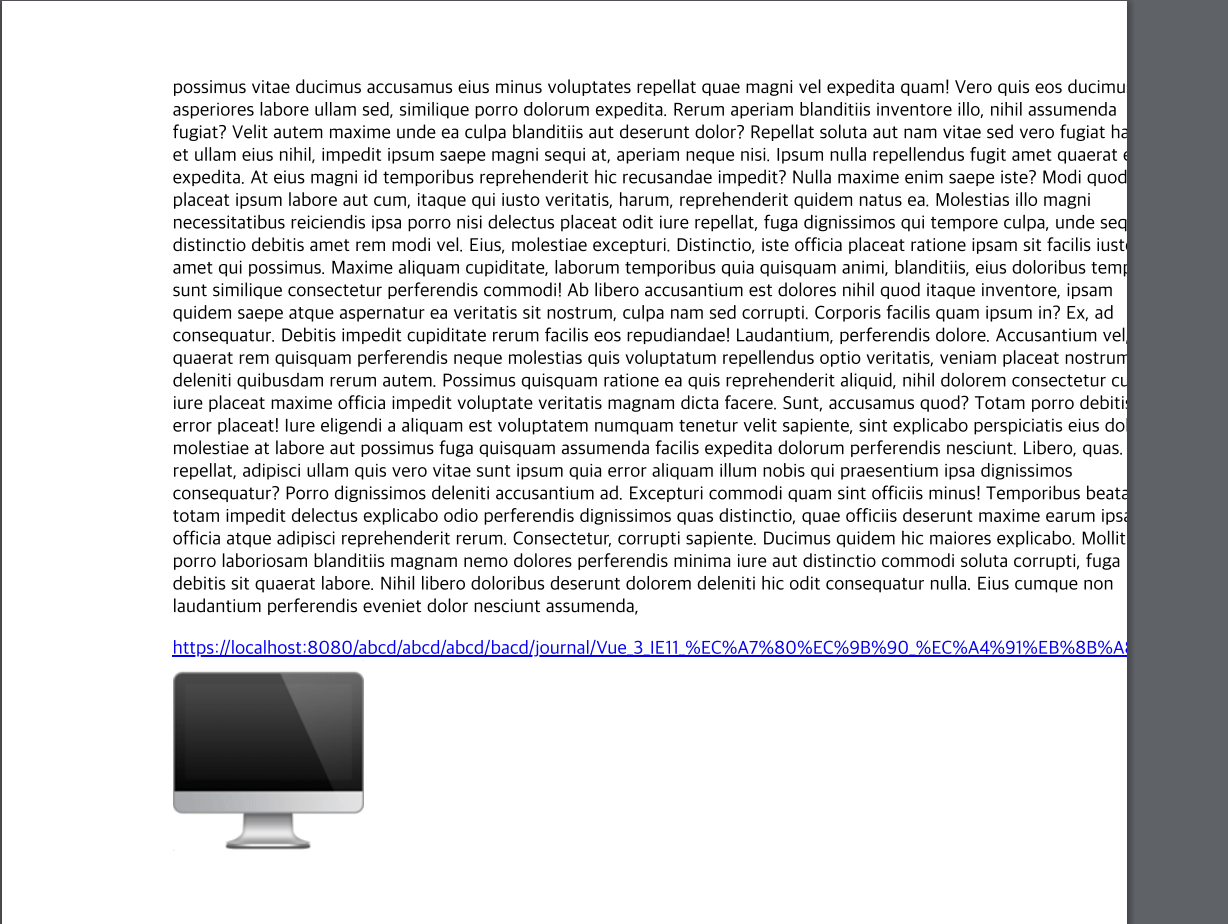 possimus vitae ducimus accusamus eius minus voluptates repellat quae magni vel expedita quam! Vero quis eos ducimu
asperiores labore ullam sed, similique porro dolorum expedita. Rerum aperiam blanditiis inventore illo, nihil assumenda
fugiat? Velit autem maxime unde ea culpa blanditiis aut deserunt dolor? Repellat soluta aut nam vitae sed vero fugiat ha
et ullam eius nihil, impedit ipsum saepe magni sequi at, aperiam neque nisi. Ipsum nulla repellendus fugit amet quaerat
expedita. At eius magni id temporibus reprehenderit hic recusandae impedit? Nulla maxime enim saepe iste? Modi quod
placeat ipsum labore aut cum, itaque qui iusto veritatis, harum, reprehenderit quidem natus ea. Molestias illo magni
necessitatibus reiciendis ipsa porro nisi delectus placeat odit iure repellat, fuga dignissimos qui tempore culpa, unde seq
distinctio debitis amet rem modi vel. Eius, molestiae excepturi. Distinctio, iste officia placeat ratione ipsam sit facilis iusto
amet qui possimus. Maxime aliquam cupiditate, laborum temporibus quia quisquam animi, blanditiis, eius doloribus temp
sunt similique consectetur perferendis commodi! Ab libero accusantium est dolores nihil quod itaque inventore, ipsam
quidem saepe atque aspernatur ea veritatis sit nostrum, culpa nam sed corrupti. Corporis facilis quam ipsum in? Ex, ad
consequatur. Debitis impedit cupiditate rerum facilis eos repudiandae! Laudantium, perferendis dolore. Accusantium vel,
quaerat rem quisquam perferendis neque molestias quis voluptatum repellendus optio veritatis, veniam placeat nostrum
deleniti quibusdam rerum autem. Possimus quisquam ratione ea quis reprehenderit aliquid, nihil dolorem consectetur cu
iure placeat maxime officia impedit voluptate veritatis magnam dicta facere. Sunt, accusamus quod? Totam porro debitis
error placeat! Iure eligendi a aliquam est voluptatem numquam tenetur velit sapiente, sint explicabo perspiciatis eius dol
molestiae at labore aut possimus fuga quisquam assumenda facilis expedita dolorum perferendis nesciunt. Libero, quas.
repellat, adipisci ullam quis vero vitae sunt ipsum quia error aliquam illum nobis qui praesentium ipsa dignissimos
consequatur? Porro dignissimos deleniti accusantium ad. Excepturi commodi quam sint officiis minus! Temporibus beata
totam impedit delectus explicabo odio perferendis dignissimos quas distinctio, quae officiis deserunt maxime earum ipsa
officia atque adipisci reprehenderit rerum. Consectetur, corrupti sapiente. Ducimus quidem hic maiores explicabo. Mollit
porro laboriosam blanditiis magnam nemo dolores perferendis minima iure aut distinctio commodi soluta corrupti, fuga
debitis sit quaerat labore. Nihil libero doloribus deserunt dolorem deleniti hic odit consequatur nulla. Eius cumque non
laudantium perferendis eveniet dolor nesciunt assumenda,
https://localhost:8080/abcd/abcd/abcd/bacd/journal/Vue_3_IE11_%EC%A7%80%EC%9B%90_%EC%A4%91%EB%8B%A8